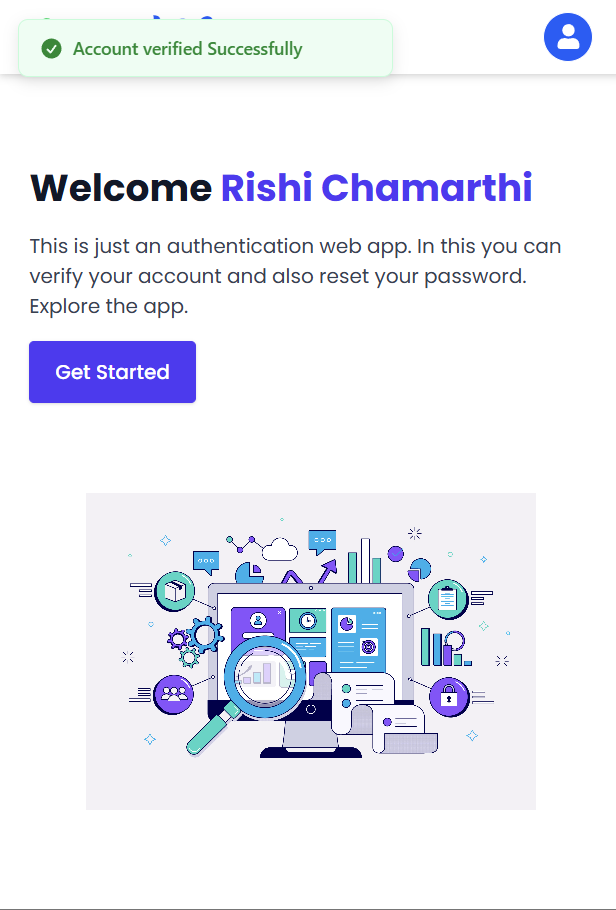 Account verified Successfully
Welcome Rishi Chamarthi
This is just an authentication web app. In this you can
verify your account and also reset your password.
Explore the app.
Get Started